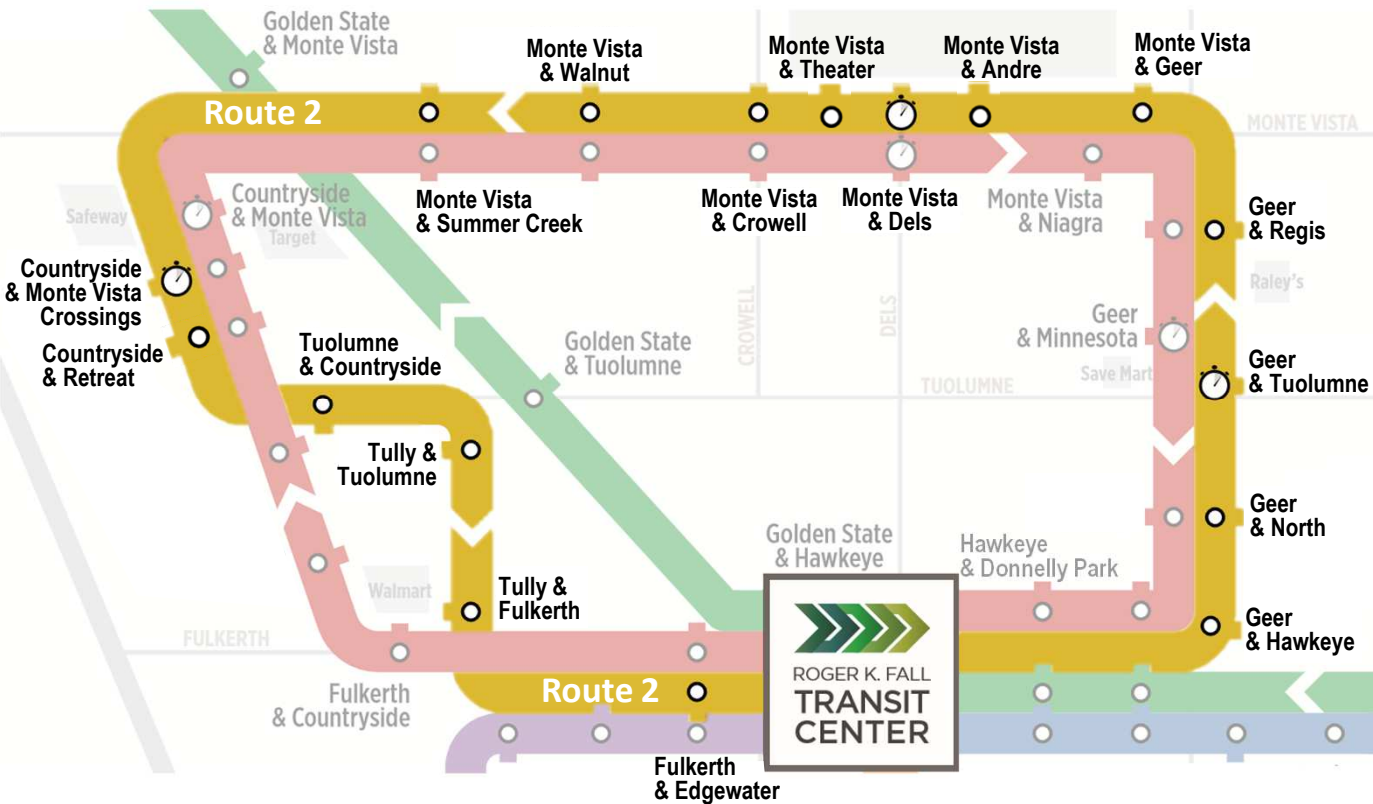 Golden State
& Monte Vista
Monte Vista
& Walnut
Monte Vista
& Theater
Monte Vista
& Andre
Monte Vista
& Geer
Route 2
MONTE VISTA
Safeway
Countryside
& Monte Vista
Target
Monte Vista
& Summer Creek
Monte Vista
& Crowell
Monte Vista
& Dels
Monte Vista
& Niagra
Geer
& Regis
Countryside
& Monte Vista
Crossings
Raley's
CROWELL
DELS
Geer
& Minnesota
Countryside
& Retreat
Tuolumne
& Countryside
Golden State
& Tuolumne
Save Mart
TUOLUMNE
Geer
& Tuolumne
Tully &
Tuolumne
Geer
& North
Golden State
& Hawkeye
Hawkeye
& Donnelly Park
Walmart
Tully &
Fulkerth
FULKERTH
Geer
& Hawkeye
ROGER K. FALL
TRANSIT
CENTER
Fulkerth
& Countryside
Route 2
Fulkerth
& Edgewater